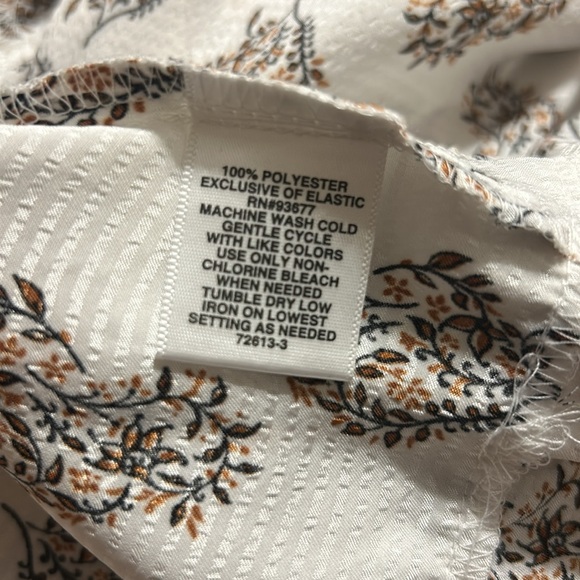 100% POLYESTER
EXCLUSIVE OF ELASTIC
RN#93677
MACHINE WASH COLD
GENTLE CYCLE
WITH LIKE COLORS
USE ONLY NON-
CHLORINE BLEACH
WHEN NEEDED
TUMBLE DRY LOW
IRON ON LOWEST
SETTING AS NEEDED
72613-3